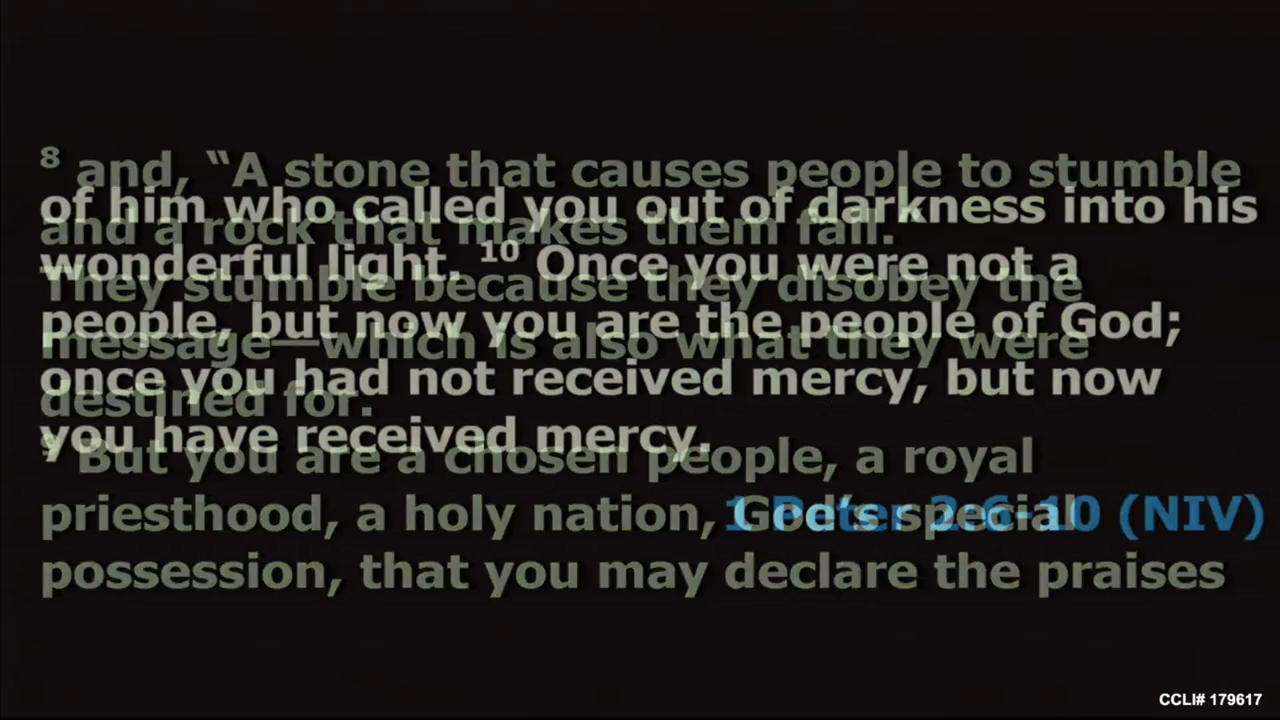 ⁸ and, “A stone that causes people to stumble
and a rock that makes them fall.”
They stumble because they disobey the
message—which is also what they were
destined for.
⁹ But you are a chosen people, a royal
priesthood, a holy nation, God’s special
possession, that you may declare the praises
of him who called you out of darkness into his
wonderful light. ¹⁰ Once you were not a
people, but now you are the people of God;
once you had not received mercy, but now
you have received mercy.
1 Peter 2:6-10 (NIV)
CCLI# 179617